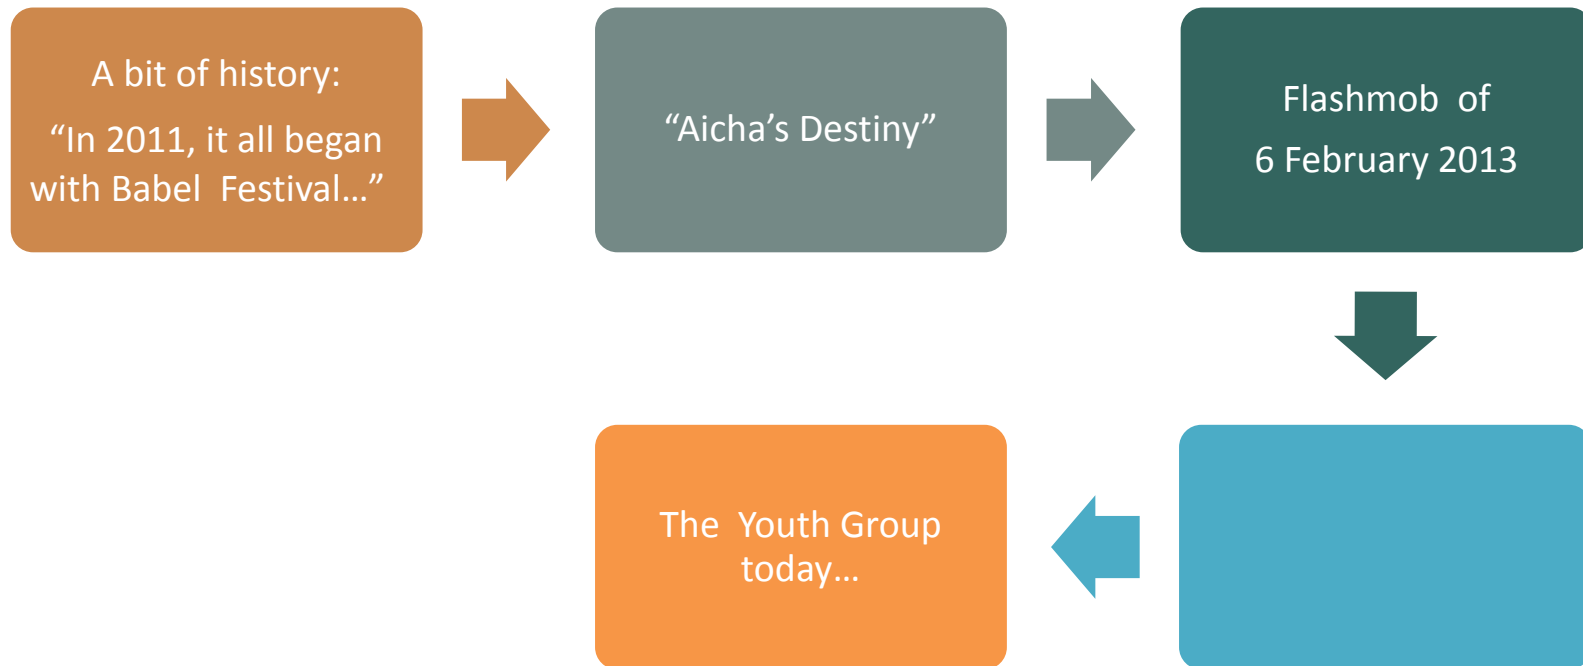 A bit of history:
“In 2011, it all began
with Babel  Festival…”
“Aicha’s Destiny”
Flashmob  of
6 February 2013
The  Youth Group
today…